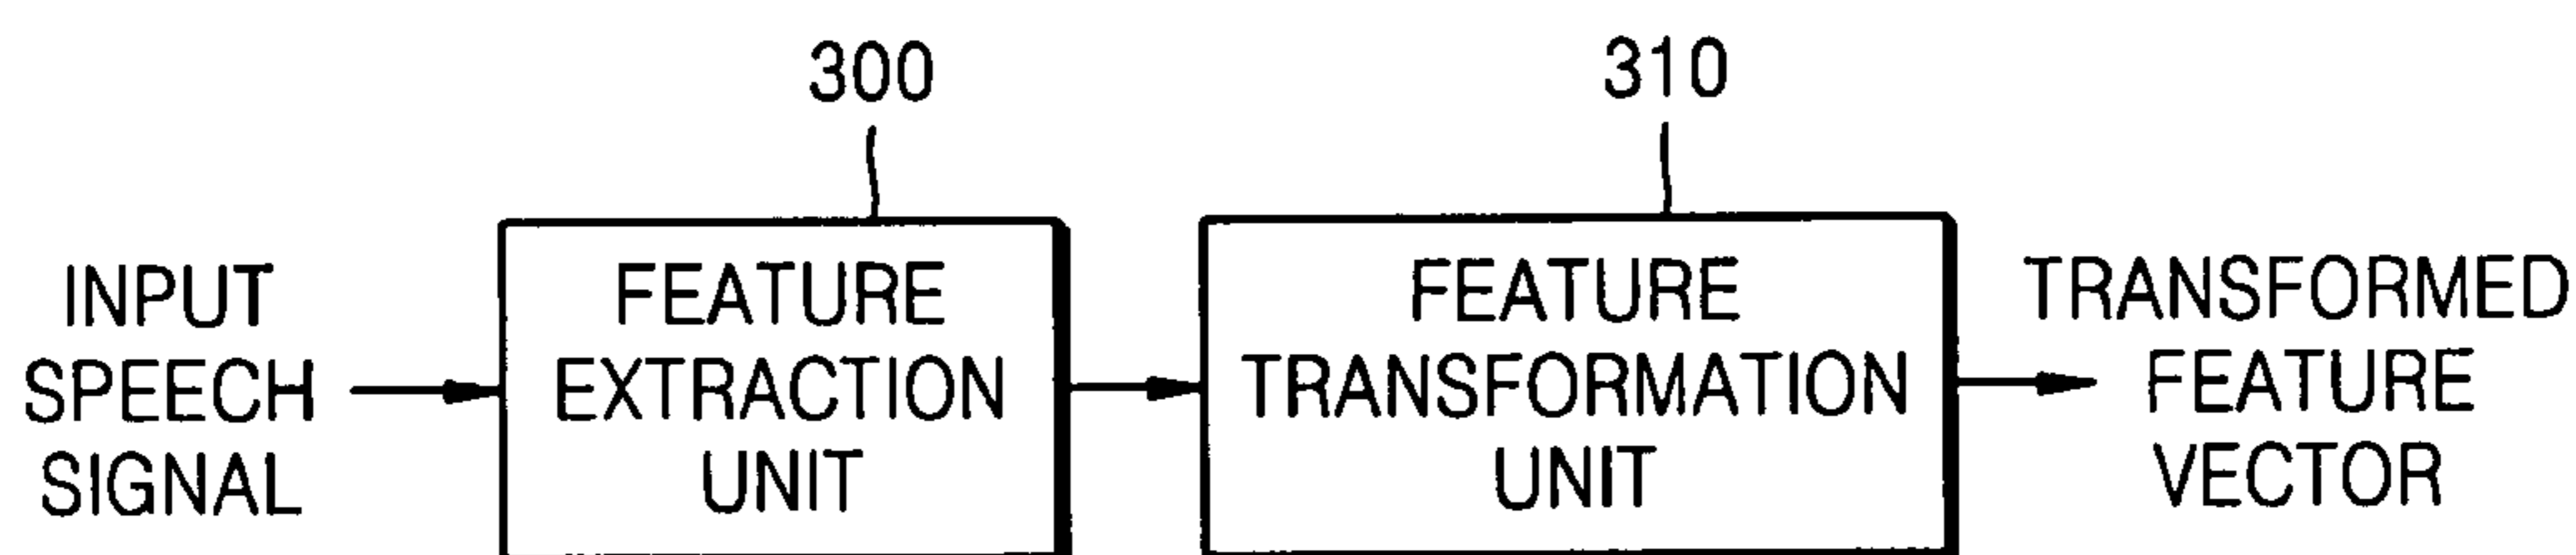 300
310
INPUT
SPEECH
SIGNAL
FEATURE
EXTRACTION
UNIT
FEATURE
TRANSFORMATION
UNIT
TRANSFORMED
FEATURE
VECTOR